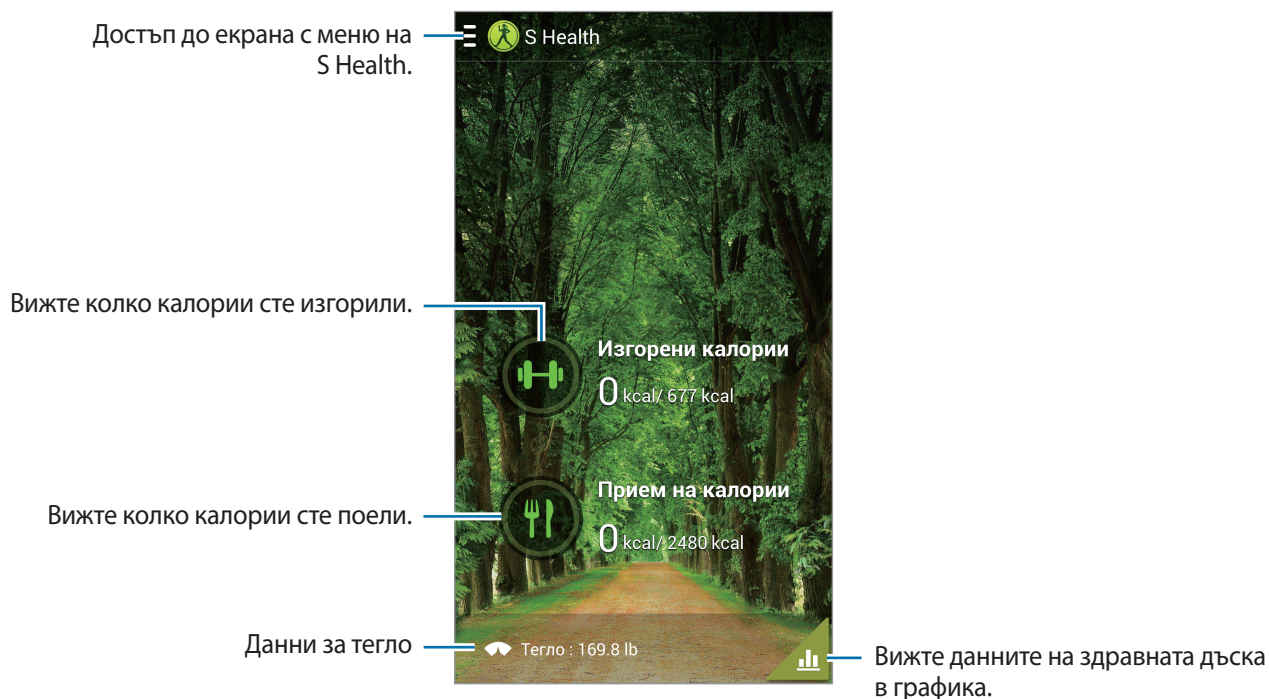 Достъп до екрана с меню на
S Health.
S Health
Вижте колко калории сте изгорили.
Изгорени калории
0 kcal/ 677 kcal
Прием на калории
0 kcal/ 2480 kcal
Вижте колко калории сте поели.
Данни за тегло
Тегло : 169.8 lb
Вижте данните на здравната дъска
в графика.